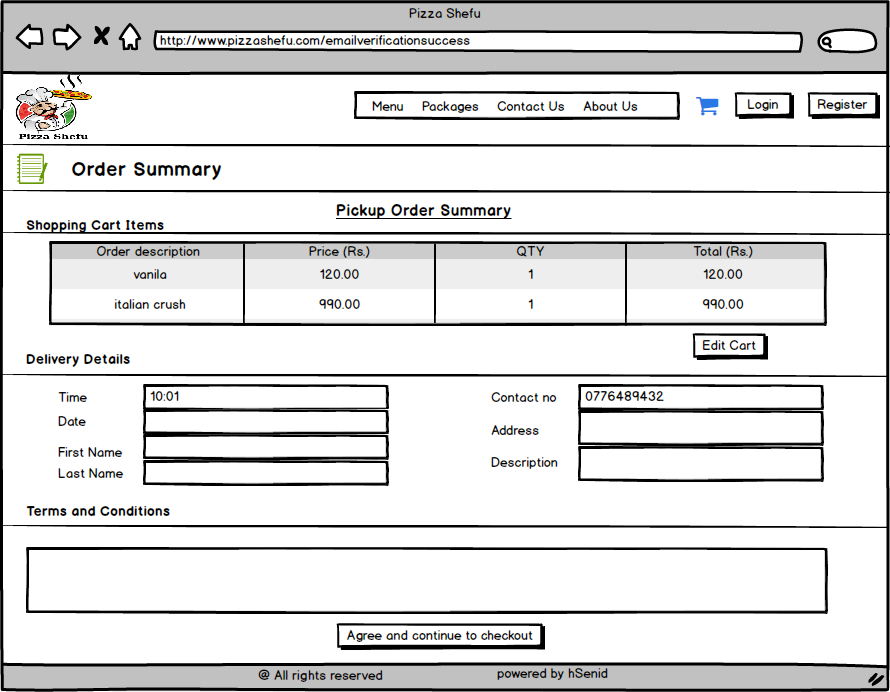 Pizza Shefu
http://www.pizzashefu.com/emailverificationsuccess
Pizza Shefu
Menu Packages Contact Us About Us
Login
Register
Order Summary
Pickup Order Summary
Shopping Cart Items
Order description Price (Rs.) QTY Total (Rs.)
vanila 120.00 1 120.00
italian crush 990.00 1 990.00
Edit Cart
Delivery Details
Time 10:01 Contact no 0776489432
Date
Address
First Name
Description
Last Name
Terms and Conditions
Agree and continue to checkout
@ All rights reserved powered by hSenid